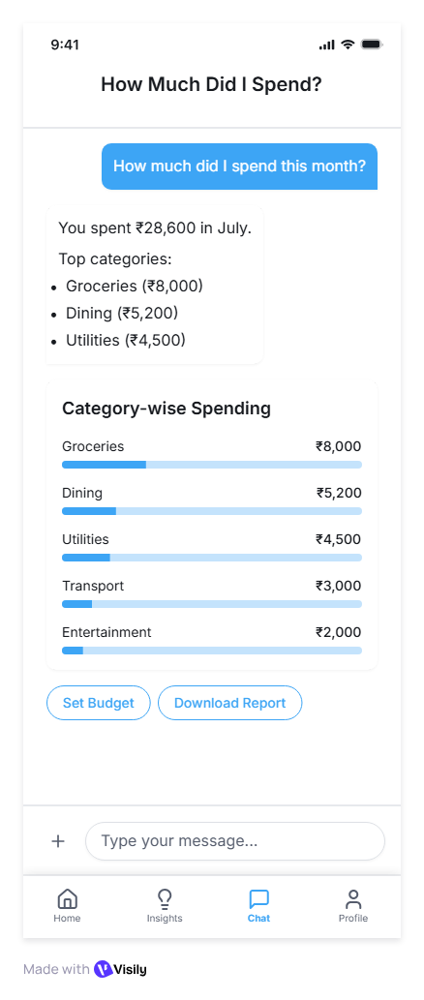 9:41
How Much Did I Spend?
How much did I spend this month?
You spent ₹28,600 in July.
Top categories:
• Groceries (₹8,000)
• Dining (₹5,200)
• Utilities (₹4,500)
Category-wise Spending
Groceries ₹8,000
Dining ₹5,200
Utilities ₹4,500
Transport ₹3,000
Entertainment ₹2,000
Set Budget Download Report
Type your message...
Home Insights Chat Profile
Made with Visily